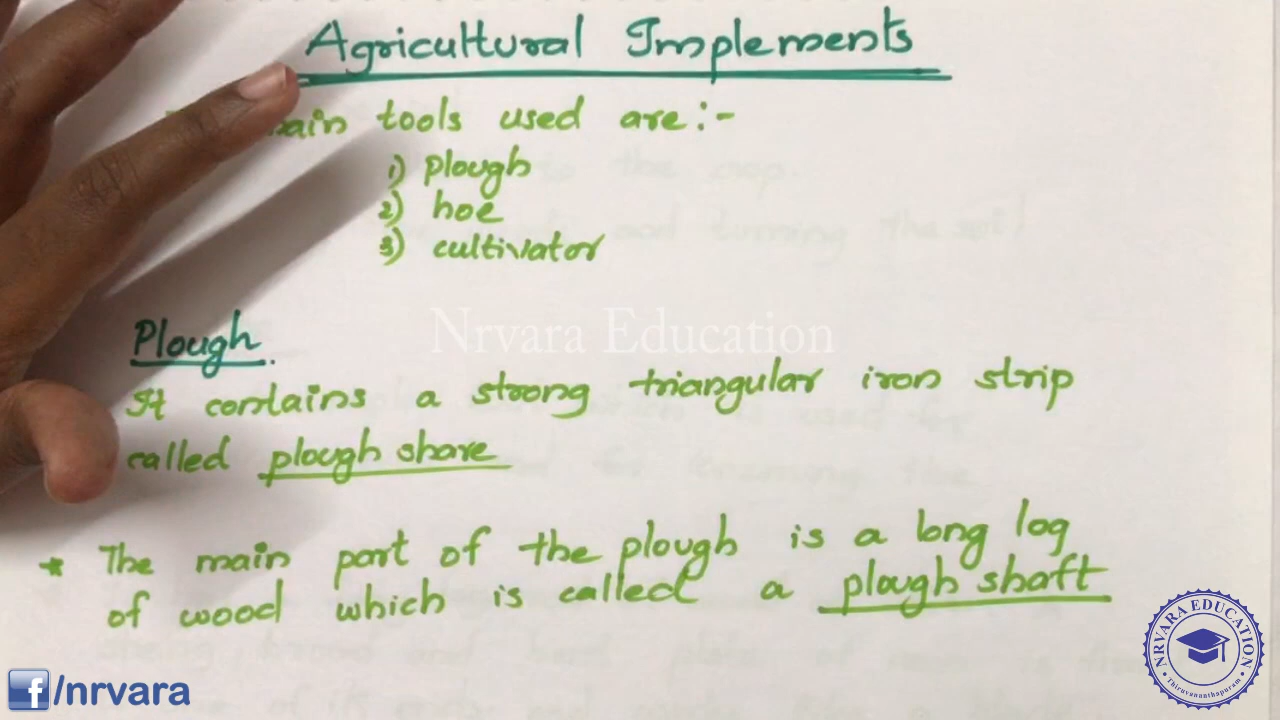 Agricultural Implements
main tools used are:-
1) plough
2) hoe
3) cultivator
Nrvara Education
Plough.
It contains a strong triangular iron strip
called plough share
* The main part of the plough is a long log
of wood which is called a plough shaft
/nrvara
NRVARA EDUCATION
Thiruvananthapuram